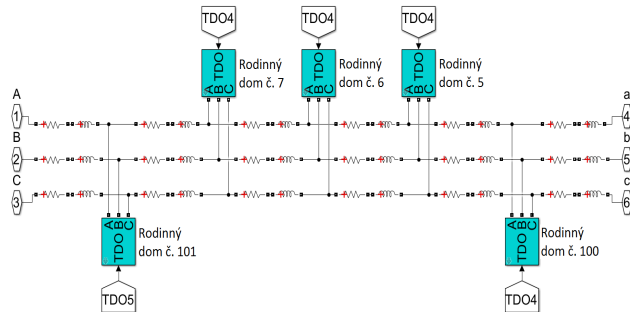 TDO4
TDO4
TDO4
TDO
A B C
Rodinný
dom č. 7
TDO
A B C
Rodinný
dom č. 6
TDO
A B C
Rodinný
dom č. 5
A
1
B
2
C
3
a
4
b
5
c
6
A B C
TDO
Rodinný
dom č. 101
A B C
TDO
Rodinný
dom č. 100
TDO5
TDO4